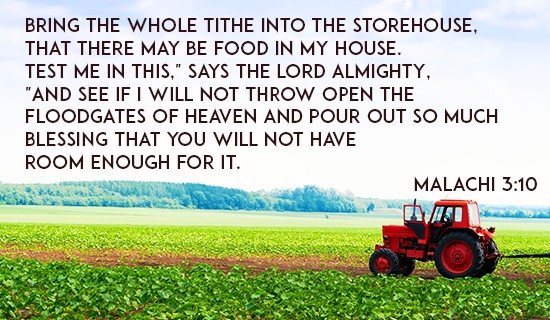 BRING THE WHOLE TITHE INTO THE STOREHOUSE,
THAT THERE MAY BE FOOD IN MY HOUSE.
TEST ME IN THIS," SAYS THE LORD ALMIGHTY,
"AND SEE IF I WILL NOT THROW OPEN THE
FLOODGATES OF HEAVEN AND POUR OUT SO MUCH
BLESSING THAT YOU WILL NOT HAVE
ROOM ENOUGH FOR IT.
MALACHI 3:10